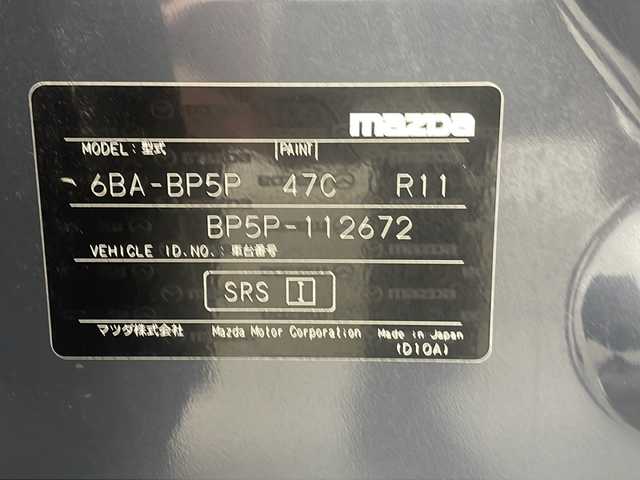 mazda
MODEL : 型式 PAINT
6BA-BP5P 47C R11
BP5P-112672
VEHICLE ID.NO. : 車台番号
SRS I
マツダ株式会社 Mazda Motor Corporation Made in Japan
(D10A)